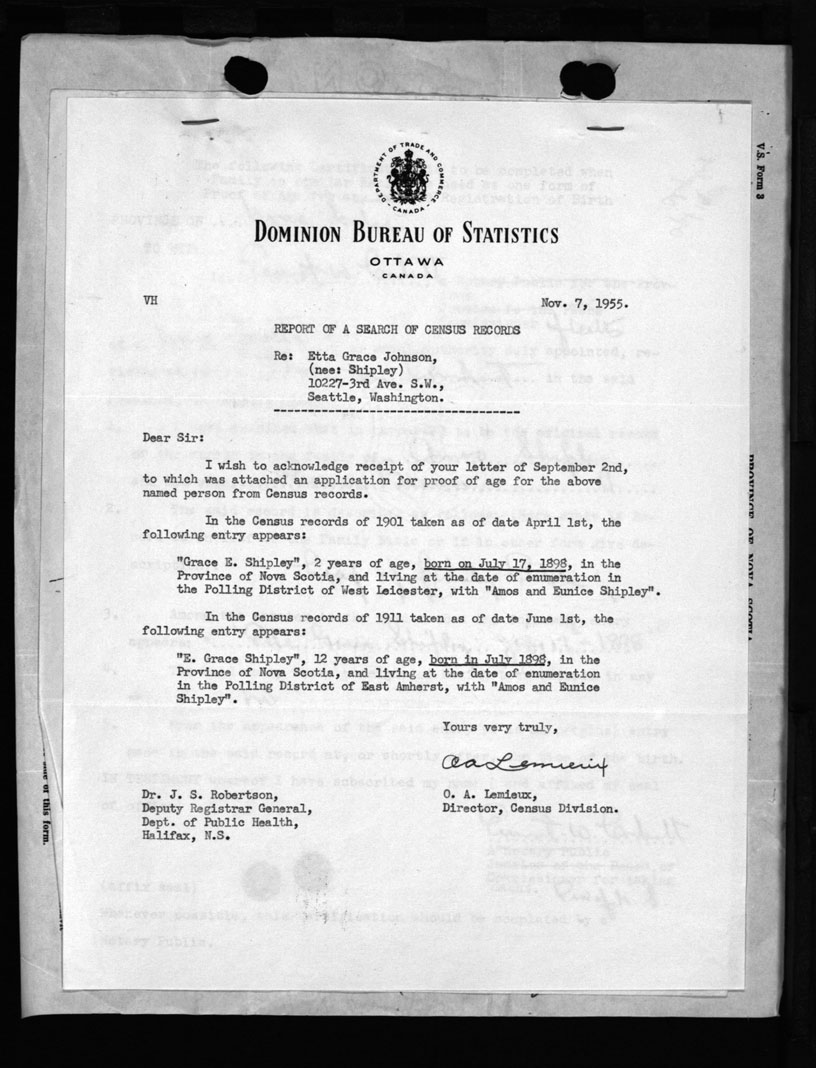 V.S. Form 3
DEPARTMENT OF TRADE AND COMMERCE
CANADA
DOMINION BUREAU OF STATISTICS
OTTAWA
CANADA
VH
Nov. 7, 1955.
REPORT OF A SEARCH OF CENSUS RECORDS
Re: Etta Grace Johnson,
(nee: Shipley)
10227-3rd Ave. S.W.,
Seattle, Washington.
Dear Sir:
I wish to acknowledge receipt of your letter of September 2nd,
to which was attached an application for proof of age for the above
named person from Census records.
In the Census records of 1901 taken as of date April 1st, the
following entry appears:
"Grace E. Shipley", 2 years of age, born on July 17, 1898, in the
Province of Nova Scotia, and living at the date of enumeration in
the Polling District of West Leicester, with "Amos and Eunice Shipley".
In the Census records of 1911 taken as of date June 1st, the
following entry appears:
"E. Grace Shipley", 12 years of age, born in July 1898, in the
Province of Nova Scotia, and living at the date of enumeration
in the Polling District of East Amherst, with "Amos and Eunice
Shipley".
Yours very truly,
O A Lemieux
Dr. J. S. Robertson,
Deputy Registrar General,
Dept. of Public Health,
Halifax, N.S.
O. A. Lemieux,
Director, Census Division.
PROVINCE OF NOVA SCOTIA
of this form.
(affix seal)
Notary Public.